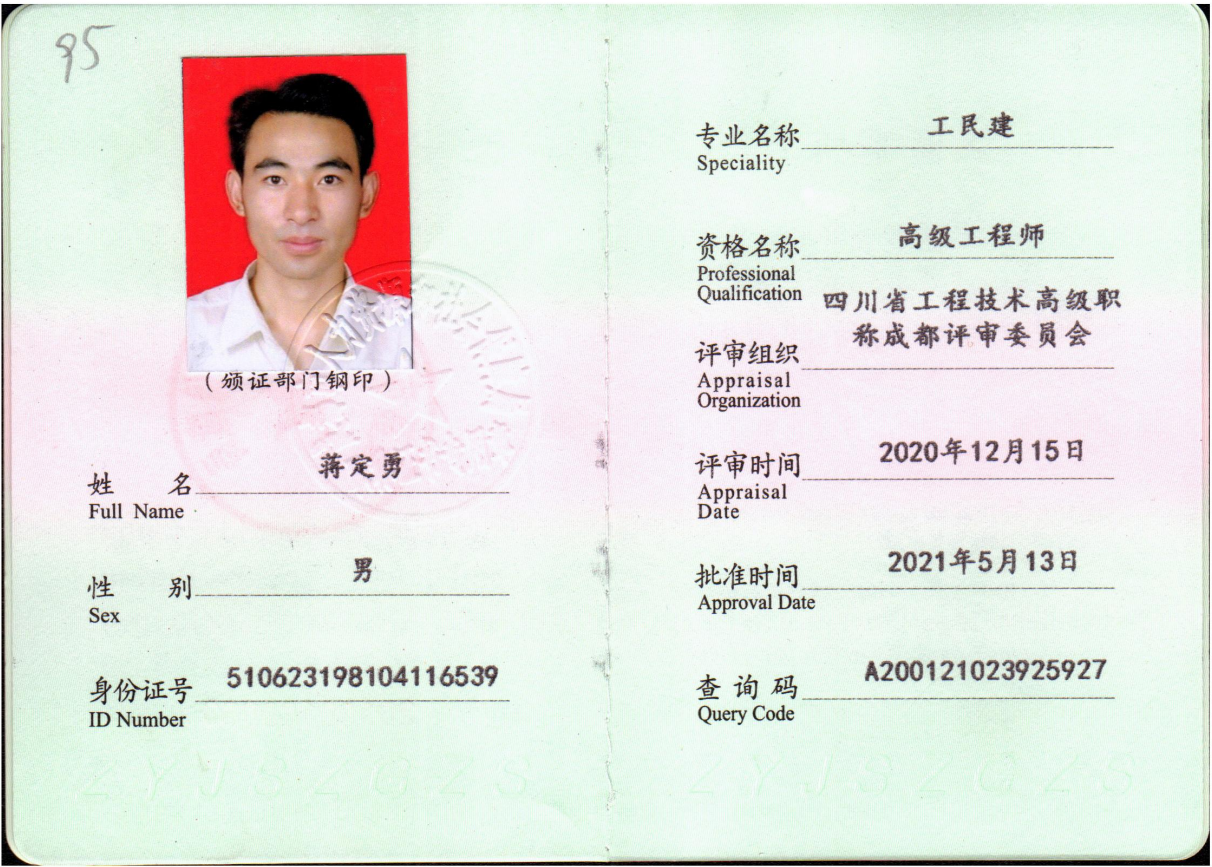 95
(颁证部门钢印)
姓 名 蒋定勇
Full Name
性 别 男
Sex
身份证号 510623198104116539
ID Number
ZYJSZGZS
专业名称 工民建
Speciality
资格名称 高级工程师
Professional
Qualification
四川省工程技术高级职
称成都评审委员会
评审组织
Appraisal
Organization
评审时间 2020年12月15日
Appraisal
Date
批准时间 2021年5月13日
Approval Date
查询码 A200121023925927
Query Code
ZYJSZGZS